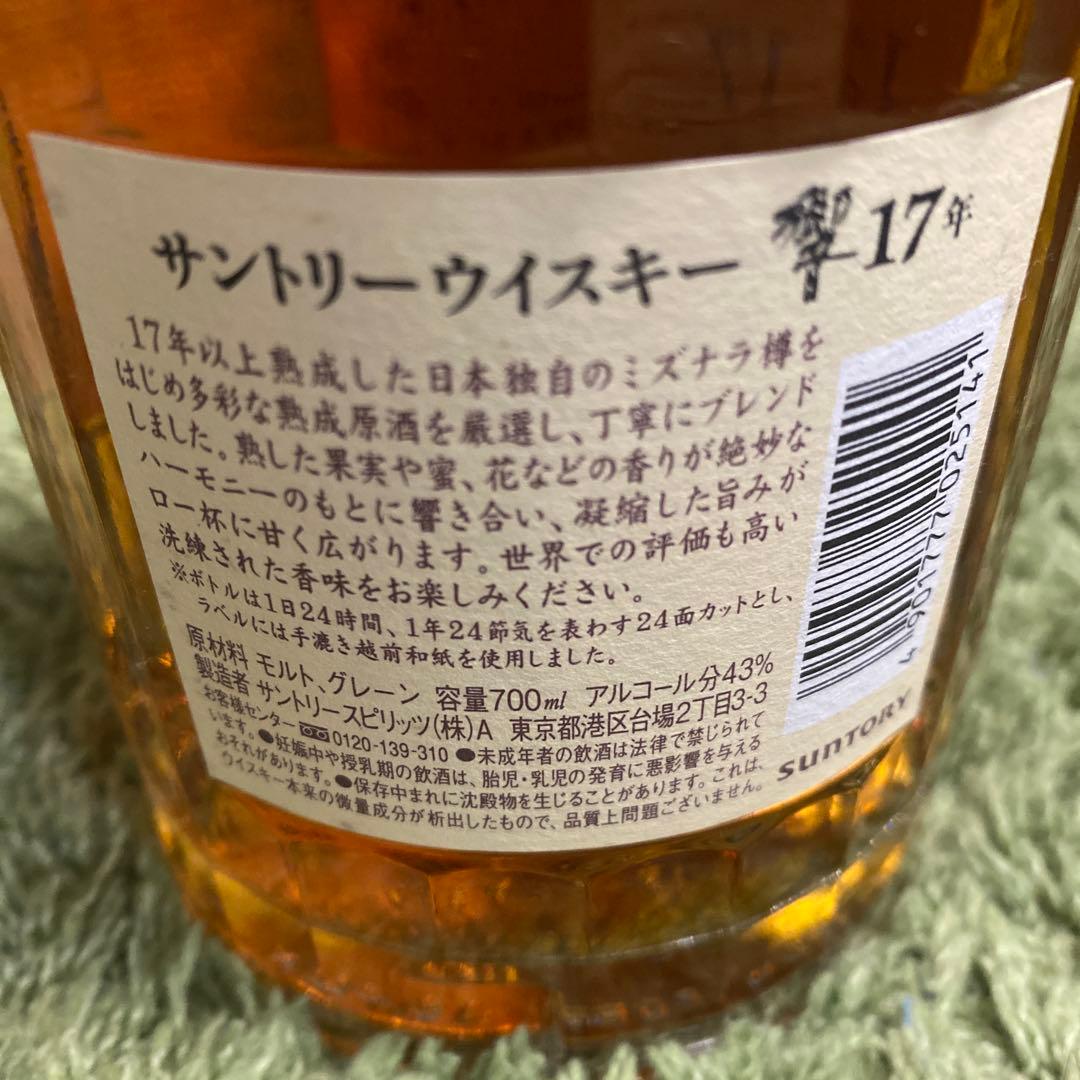 サントリーウイスキー 響 17年
17年以上熟成した日本独自のミズナラ樽を
はじめ多彩な熟成原酒を厳選し、丁寧にブレンド
しました。熟した果実や蜜、花などの香りが絶妙な
ハーモニーのもとに響き合い、凝縮した旨みが
口一杯に甘く広がります。世界での評価も高い
洗練された香味をお楽しみください。
※ボトルは1日24時間、1年24節気を表わす24面カットとし、
ラベルには手漉き越前和紙を使用しました。
原材料 モルト、グレーン 容量700ml アルコール分43%
製造者 サントリースピリッツ(株)A 東京都港区台場2丁目3-3
お客様センター 0120-139-310 ●未成年者の飲酒は法律で禁じられて
います。●妊娠中や授乳期の飲酒は、胎児・乳児の発育に悪影響を与える
おそれがあります。●保存中まれに沈殿物を生じることがあります。これは、
ウイスキー本来の微量成分が析出したもので、品質上問題ございません。
4 901777 025141
SUNTORY